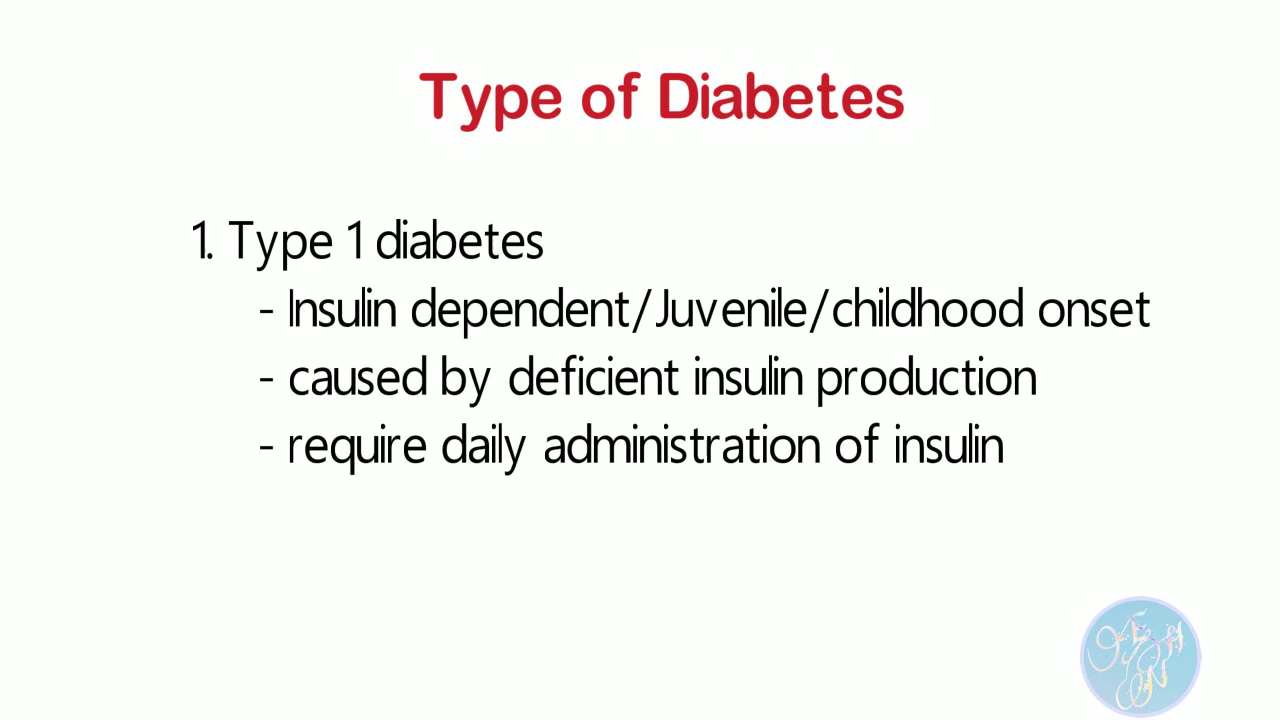 Type of Diabetes
1. Type 1 diabetes
- Insulin dependent/Juvenile/childhood onset
- caused by deficient insulin production
- require daily administration of insulin